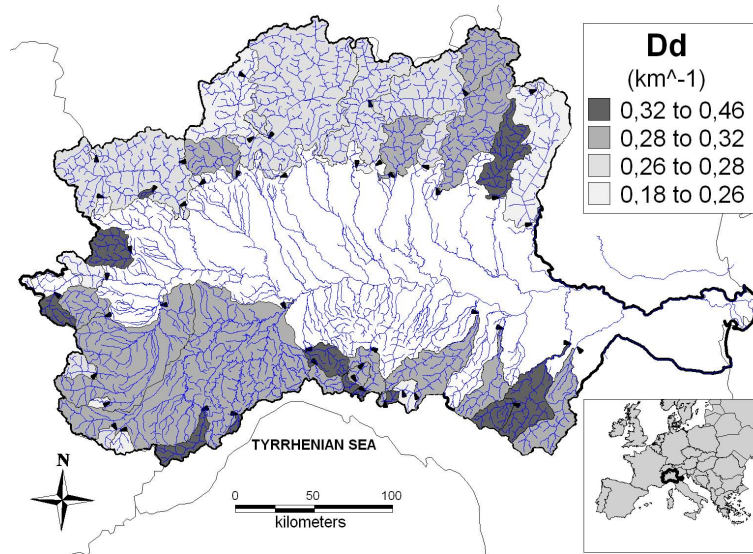 Dd
(km^-1)
0,32 to 0,46
0,28 to 0,32
0,26 to 0,28
0,18 to 0,26
TYRRHENIAN SEA
N
0 50 100
kilometers